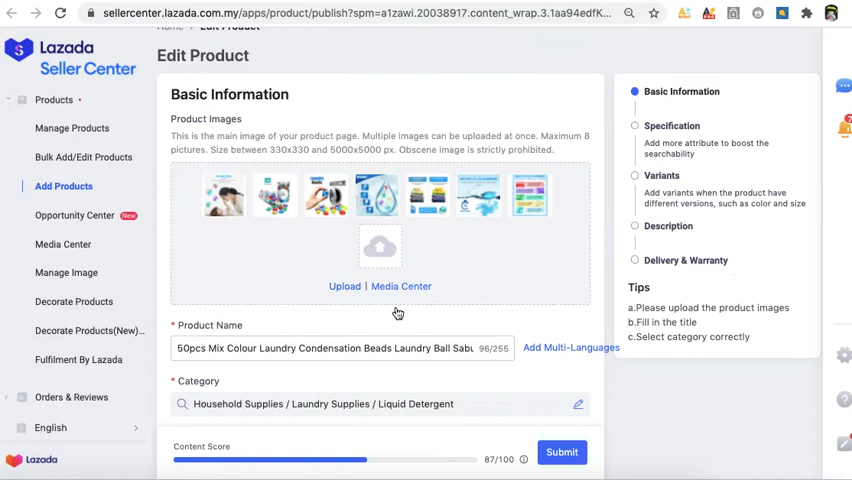 sellercenter.lazada.com.my/apps/product/publish?spm=a1zawi.20038917.content_wrap.3.1aa94edfK...
Lazada
Seller Center
Products
Manage Products
Bulk Add/Edit Products
Add Products
Opportunity Center New
Media Center
Manage Image
Decorate Products
Decorate Products(New)...
Fulfilment By Lazada
Orders & Reviews
English
Lazada
Home
Edit Product
Edit Product
Basic Information
Product Images
This is the main image of your product page. Multiple images can be uploaded at once. Maximum 8
pictures. Size between 330x330 and 5000x5000 px. Obscene image is strictly prohibited.
Upload | Media Center
* Product Name
50pcs Mix Colour Laundry Condensation Beads Laundry Ball Sabu 96/255
Add Multi-Languages
* Category
Household Supplies / Laundry Supplies / Liquid Detergent
Content Score
87/100
Submit
Basic Information
Specification
Add more attribute to boost the
searchability
Variants
Add variants when the product have
different versions, such as color and size
Description
Delivery & Warranty
Tips
a.Please upload the product images
b.Fill in the title
c.Select category correctly